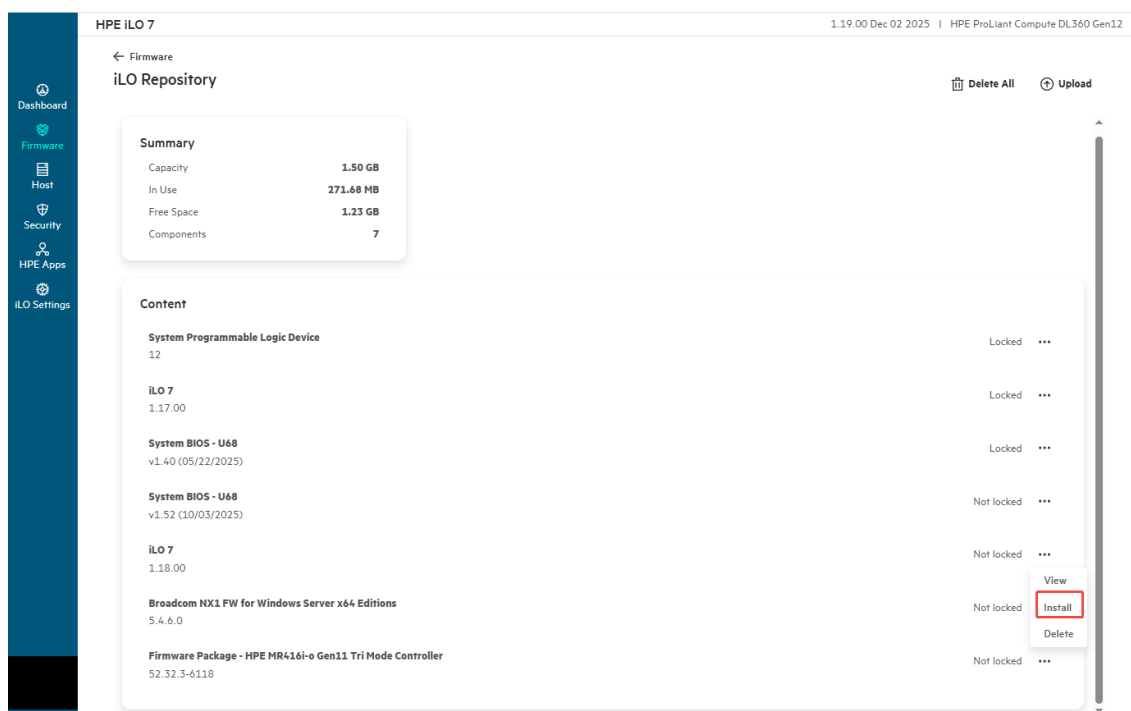 HPE iLO 7
1.19.00 Dec 02 2025 | HPE ProLiant Compute DL360 Gen12
Firmware
iLO Repository
Delete All
Upload
Dashboard
Firmware
Host
Security
HPE Apps
iLO Settings
Summary
Capacity 1.50 GB
In Use 271.68 MB
Free Space 1.23 GB
Components 7
Content
System Programmable Logic Device
12
Locked
iLO 7
1.17.00
Locked
System BIOS - U68
v1.40 (05/22/2025)
Locked
System BIOS - U68
v1.52 (10/03/2025)
Not locked
iLO 7
1.18.00
Not locked
View
Install
Delete
Broadcom NX1 FW for Windows Server x64 Editions
5.4.6.0
Not locked
Firmware Package - HPE MR416i-o Gen11 Tri Mode Controller
52.32.3-6118
Not locked